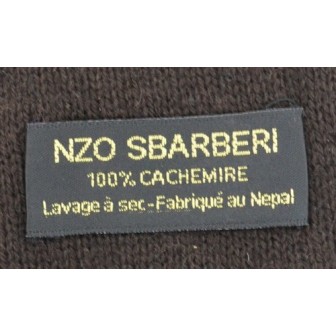 NZO SBARBERI
100% CACHEMIRE
Lavage à sec-Fabriqué au Nepal